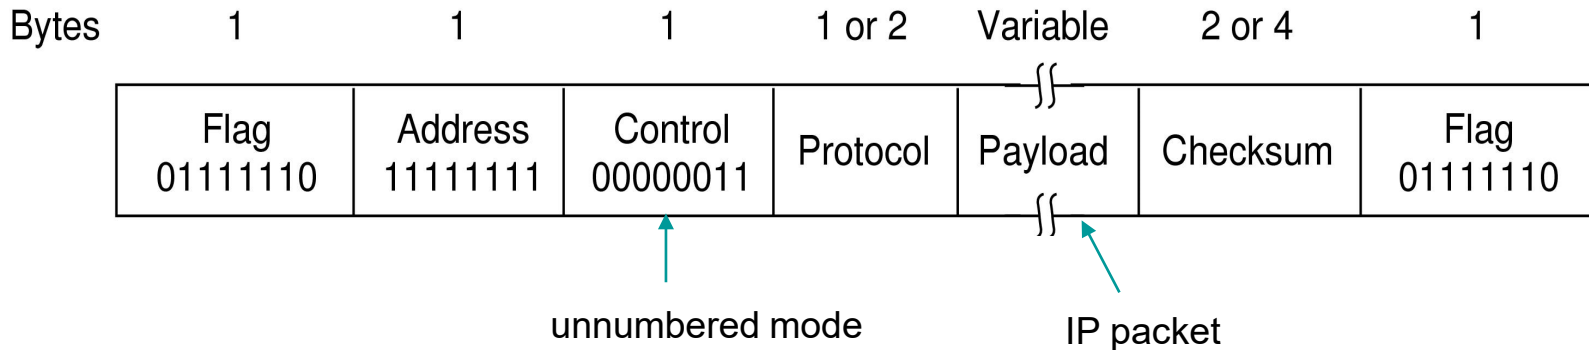 Bytes 1 1 1 1 or 2 Variable 2 or 4 1
Flag Address Control Protocol Payload Checksum Flag
01111110 11111111 00000011 01111110
unnumbered mode IP packet